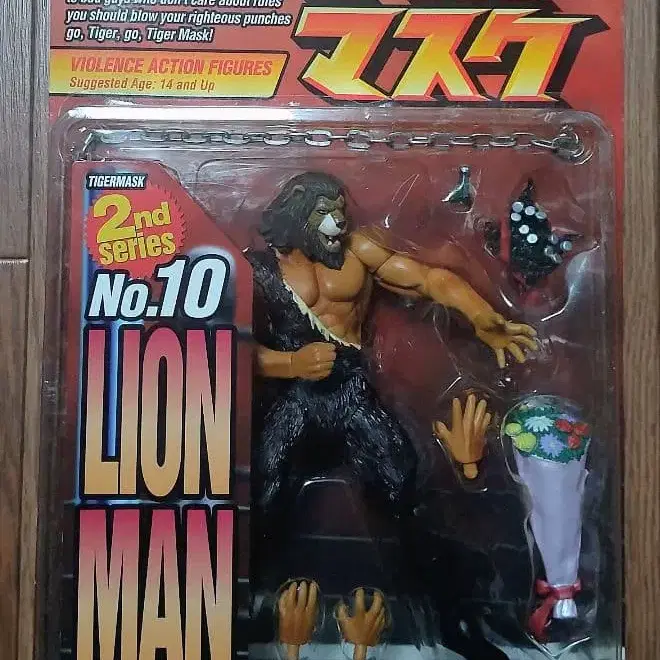 to bad guys who don't care about rules
you should blow your righteous punches
go, Tiger, go, Tiger Mask!
マスク
VIOLENCE ACTION FIGURES
Suggested Age: 14 and Up
TIGERMASK
2nd
series
No.10
LION
MAN